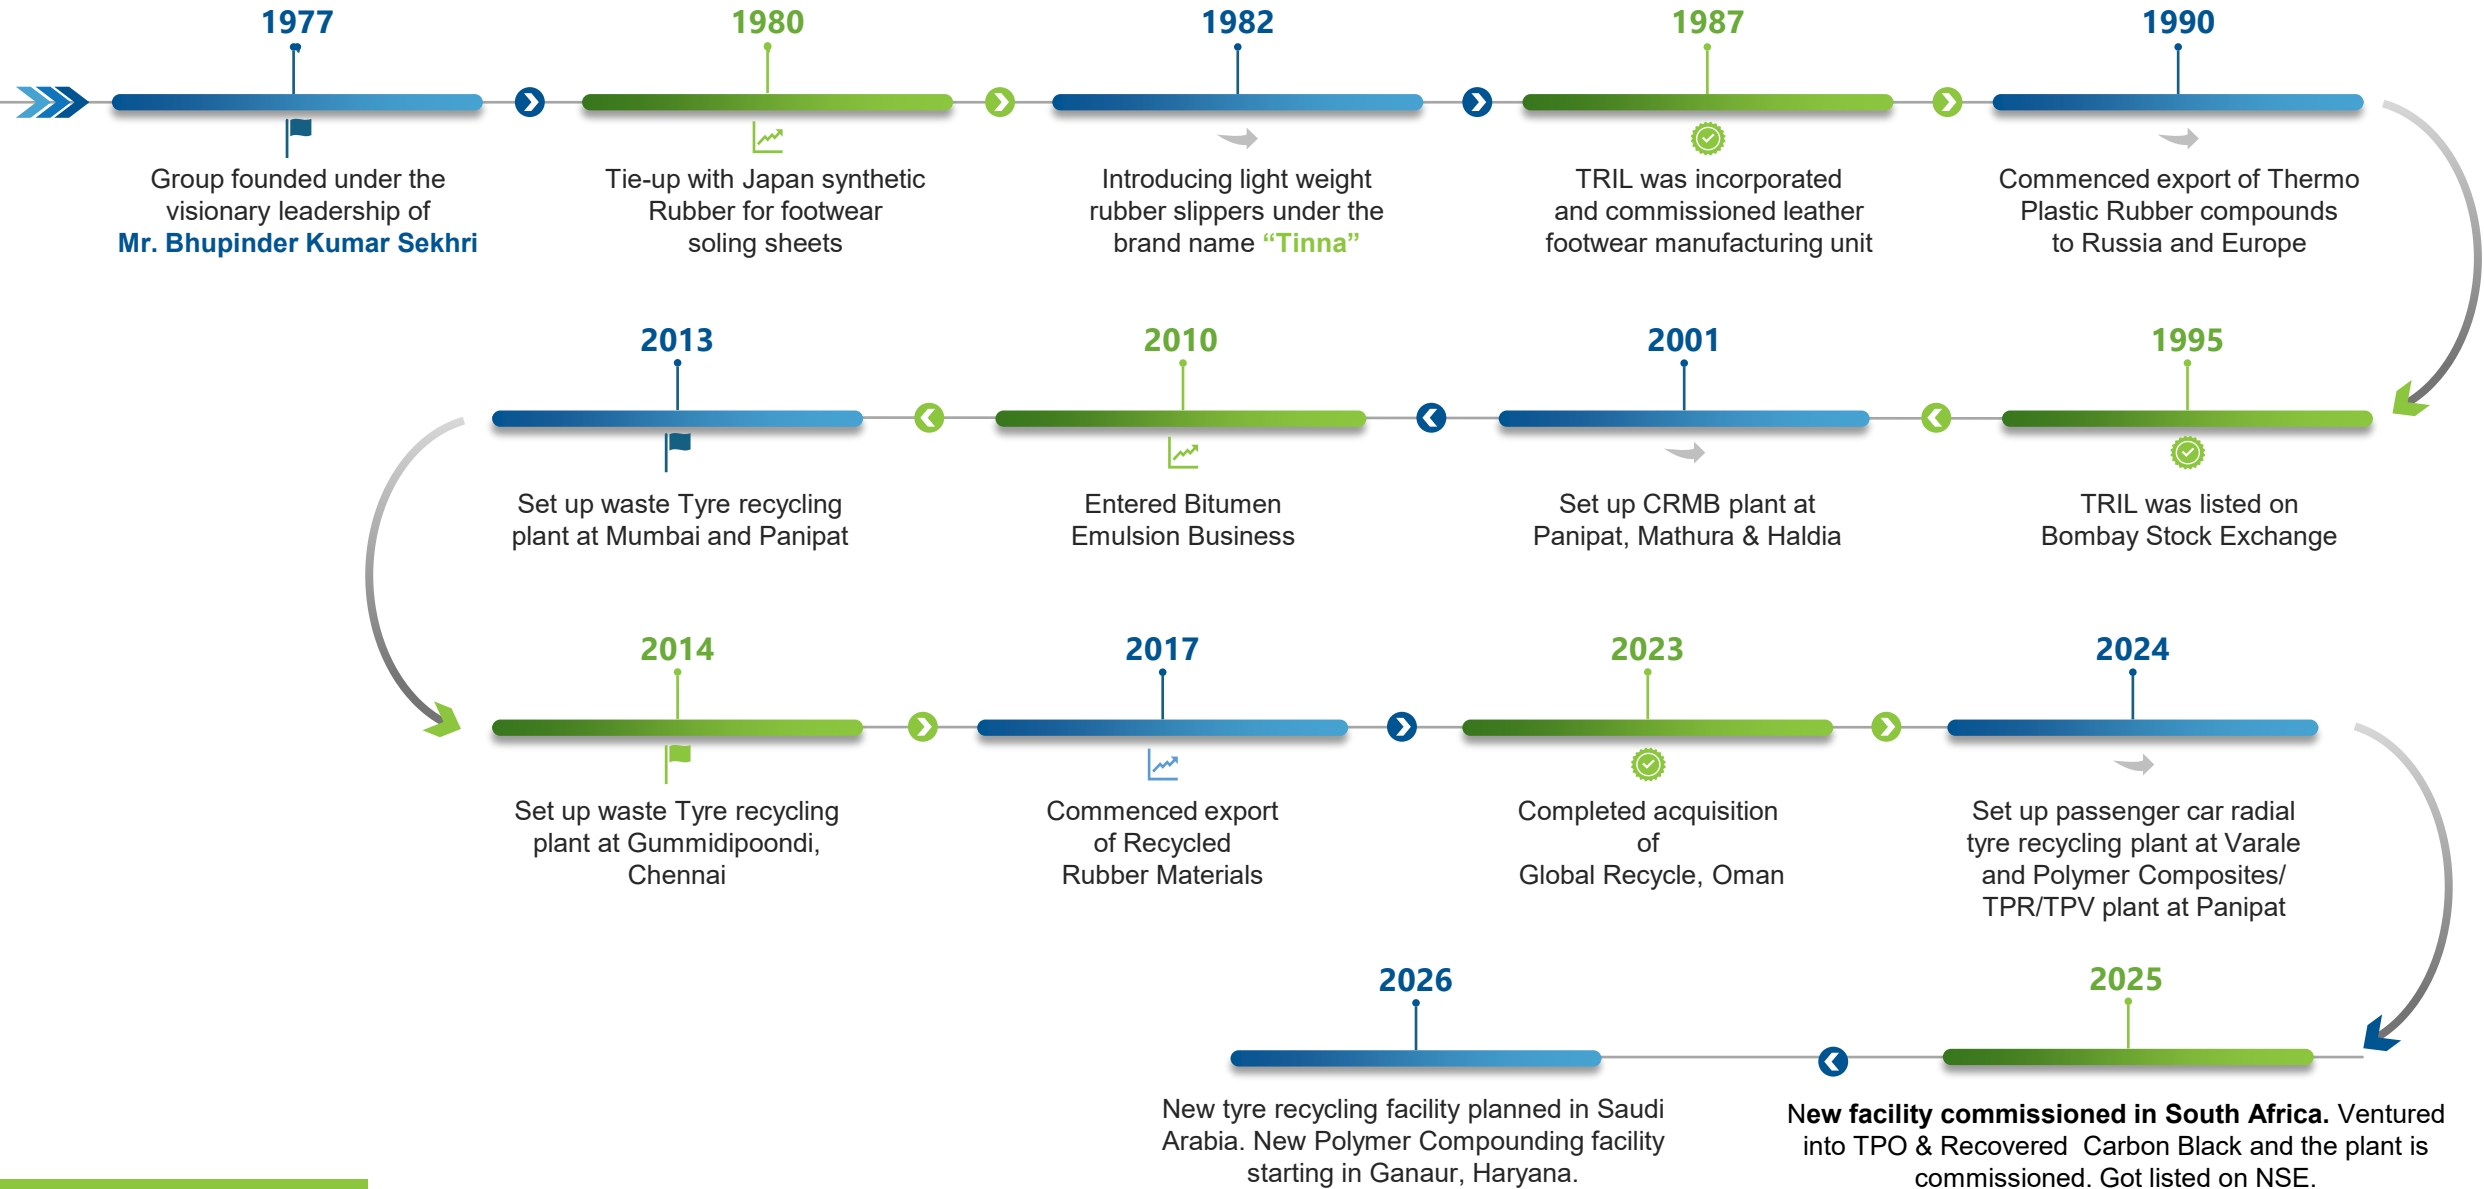 1977
Group founded under the
visionary leadership of
Mr. Bhupinder Kumar Sekhri
1980
Tie-up with Japan synthetic
Rubber for footwear
soling sheets
1982
Introducing light weight
rubber slippers under the
brand name “Tinna”
1987
TRIL was incorporated
and commissioned leather
footwear manufacturing unit
1990
Commenced export of Thermo
Plastic Rubber compounds
to Russia and Europe
1995
TRIL was listed on
Bombay Stock Exchange
2001
Set up CRMB plant at
Panipat, Mathura & Haldia
2010
Entered Bitumen
Emulsion Business
2013
Set up waste Tyre recycling
plant at Mumbai and Panipat
2014
Set up waste Tyre recycling
plant at Gummidipoondi,
Chennai
2017
Commenced export
of Recycled
Rubber Materials
2023
Completed acquisition
of
Global Recycle, Oman
2024
Set up passenger car radial
tyre recycling plant at Varale
and Polymer Composites/
TPR/TPV plant at Panipat
2025
New facility commissioned in South Africa. Ventured
into TPO & Recovered Carbon Black and the plant is
commissioned. Got listed on NSE.
2026
New tyre recycling facility planned in Saudi
Arabia. New Polymer Compounding facility
starting in Ganaur, Haryana.